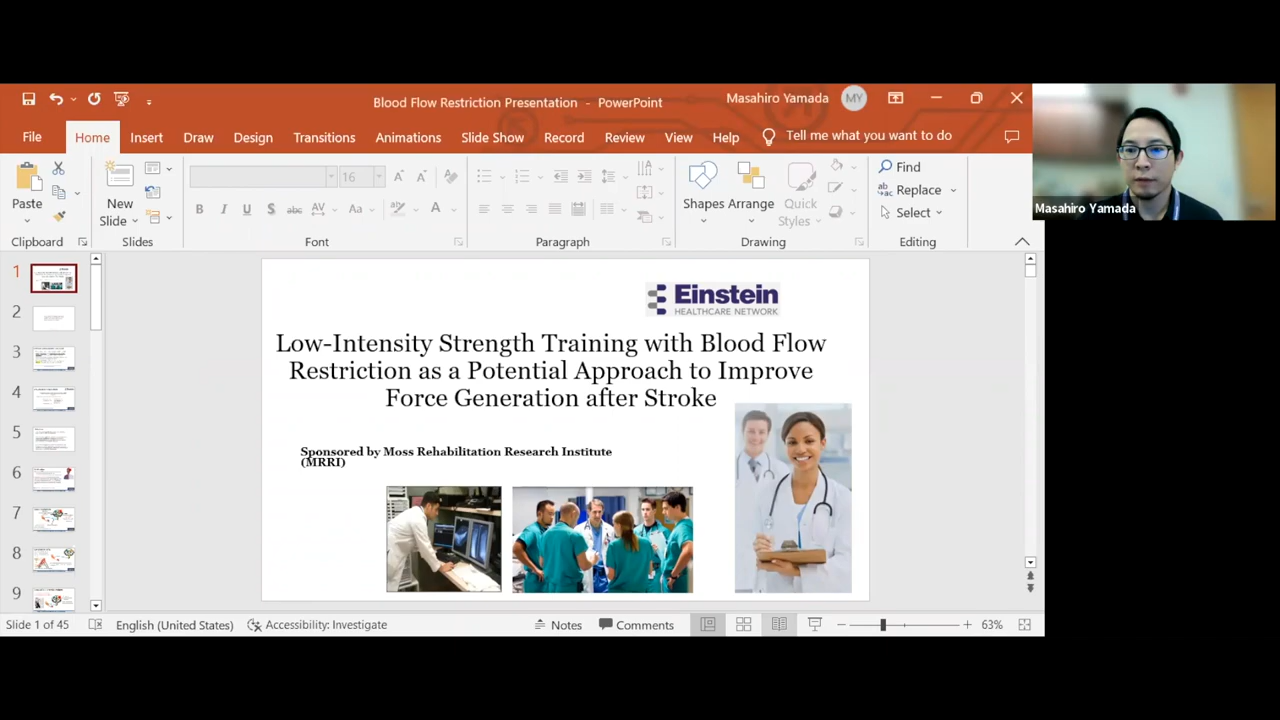 Blood Flow Restriction Presentation - PowerPoint
Masahiro Yamada
MY
File
Home
Insert
Draw
Design
Transitions
Animations
Slide Show
Record
Review
View
Help
Tell me what you want to do
Paste
New
Slide
16
B
I
U
S
abc
AV
Aa
A
Shapes
Arrange
Quick
Styles
Find
Replace
Select
Clipboard
Slides
Font
Paragraph
Drawing
Editing
Masahiro Yamada
1
2
3
4
5
6
7
8
9
Einstein
HEALTHCARE NETWORK
Low-Intensity Strength Training with Blood Flow
Restriction as a Potential Approach to Improve
Force Generation after Stroke
Sponsored by Moss Rehabilitation Research Institute
(MRRI)
Slide 1 of 45
English (United States)
Accessibility: Investigate
Notes
Comments
63%